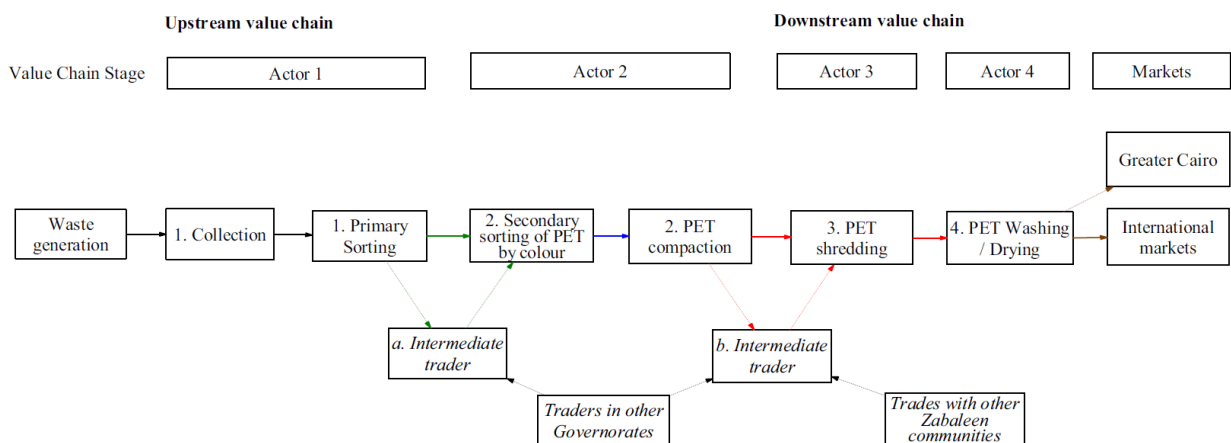 Upstream value chain
Downstream value chain
Value Chain Stage
Actor 1
Actor 2
Actor 3
Actor 4
Markets
Greater Cairo
Waste
generation
1. Collection
1. Primary
Sorting
2. Secondary
sorting of PET
by colour
2. PET
compaction
3. PET
shredding
4. PET Washing
/ Drying
International
markets
a. Intermediate
trader
b. Intermediate
trader
Traders in other
Governorates
Trades with other
Zabaleen
communities